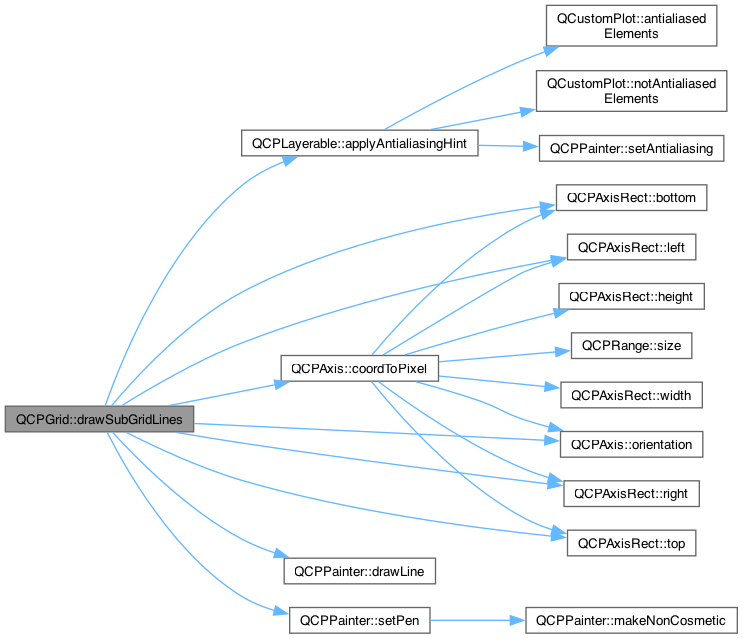 QCustomPlot::antialiased
Elements
QCustomPlot::notAntialiased
Elements
QCPLayerable::applyAntialiasingHint
QCPPainter::setAntialiasing
QCPAxisRect::bottom
QCPAxisRect::left
QCPAxisRect::height
QCPRange::size
QCPAxis::coordToPixel
QCPAxisRect::width
QCPGrid::drawSubGridLines
QCPAxis::orientation
QCPAxisRect::right
QCPAxisRect::top
QCPPainter::drawLine
QCPPainter::setPen
QCPPainter::makeNonCosmetic